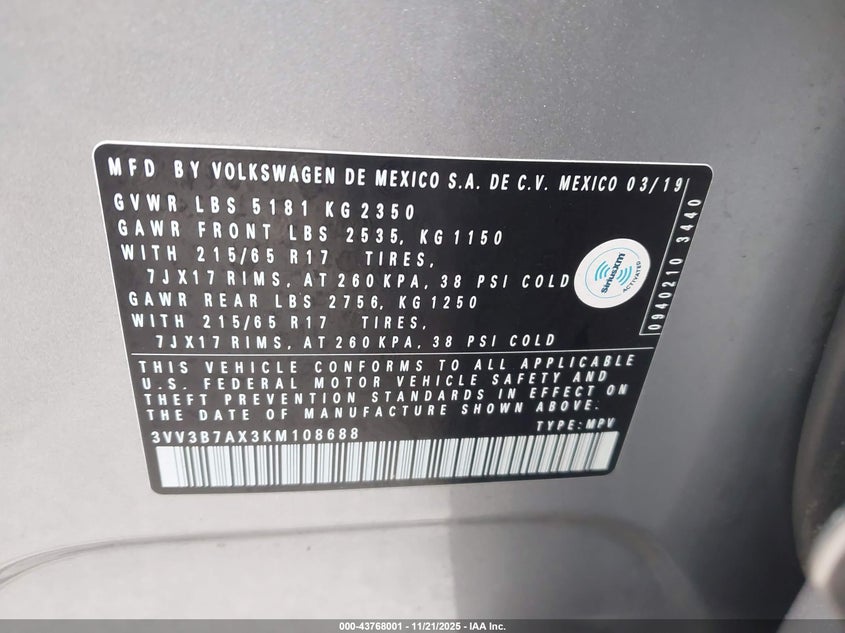 MFD BY VOLKSWAGEN DE MEXICO S.A. DE C.V. MEXICO 03/19
GVWR LBS 5181 KG 2350
GAWR FRONT LBS 2535, KG 1150
WITH 215/65 R17 TIRES,
7JX17 RIMS, AT 260 KPA, 38 PSI COLD
GAWR REAR LBS 2756, KG 1250
WITH 215/65 R17 TIRES,
7JX17 RIMS, AT 260 KPA, 38 PSI COLD
0940210 3440
SiriusXM
ACTIVATED
THIS VEHICLE CONFORMS TO ALL APPLICABLE
U.S. FEDERAL MOTOR VEHICLE SAFETY AND
THEFT PREVENTION STANDARDS IN EFFECT ON
THE DATE OF MANUFACTURE SHOWN ABOVE.
3VV3B7AX3KM108688 TYPE: MPV
000-43768001 - 11/21/2025 - IAA Inc.